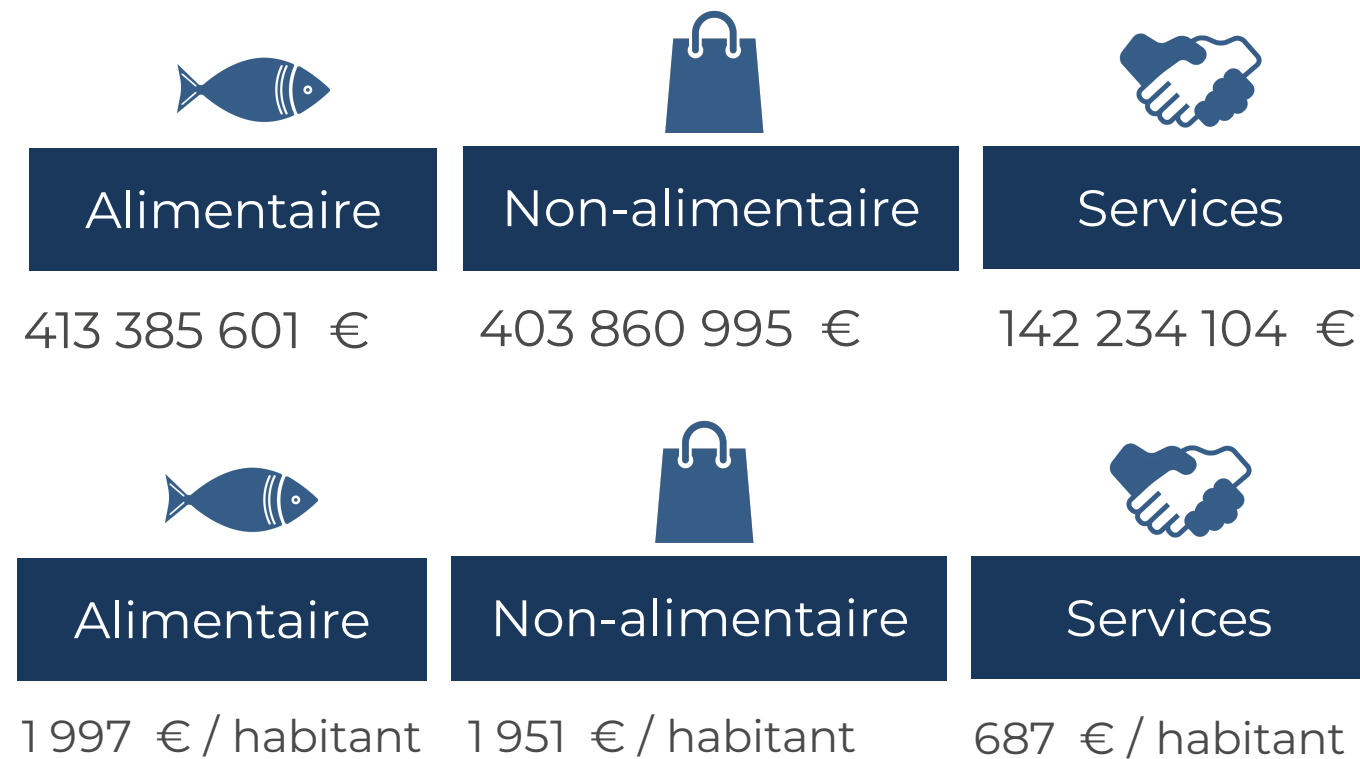 Alimentaire
Non-alimentaire
Services
413 385 601 €
403 860 995 €
142 234 104 €
Alimentaire
Non-alimentaire
Services
1 997 € / habitant
1 951 € / habitant
687 € / habitant